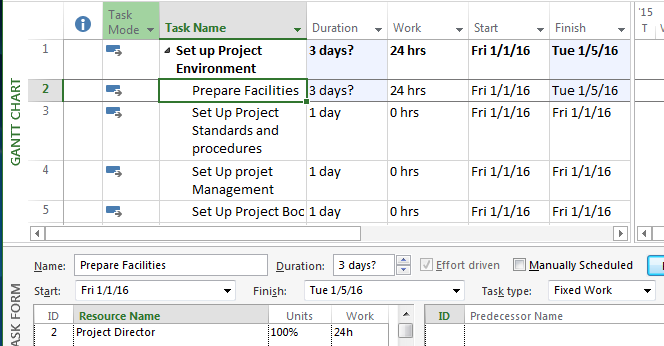 Task Mode Task Name Duration Work Start Finish '15 W
1 Set up Project Environment 3 days? 24 hrs Fri 1/1/16 Tue 1/5/16
2 Prepare Facilities 3 days? 24 hrs Fri 1/1/16 Tue 1/5/16
3 Set Up Project Standards and procedures 1 day 0 hrs Fri 1/1/16 Fri 1/1/16
4 Set Up projet Management 1 day 0 hrs Fri 1/1/16 Fri 1/1/16
5 Set Up Project Boc 1 day 0 hrs Fri 1/1/16 Fri 1/1/16
GANTT CHART
Name: Prepare Facilities Duration: 3 days? Effort driven Manually Scheduled
Start: Fri 1/1/16 Finish: Tue 1/5/16 Task type: Fixed Work
ID Resource Name Units Work ID Predecessor Name
2 Project Director 100% 24h
ASK FORM